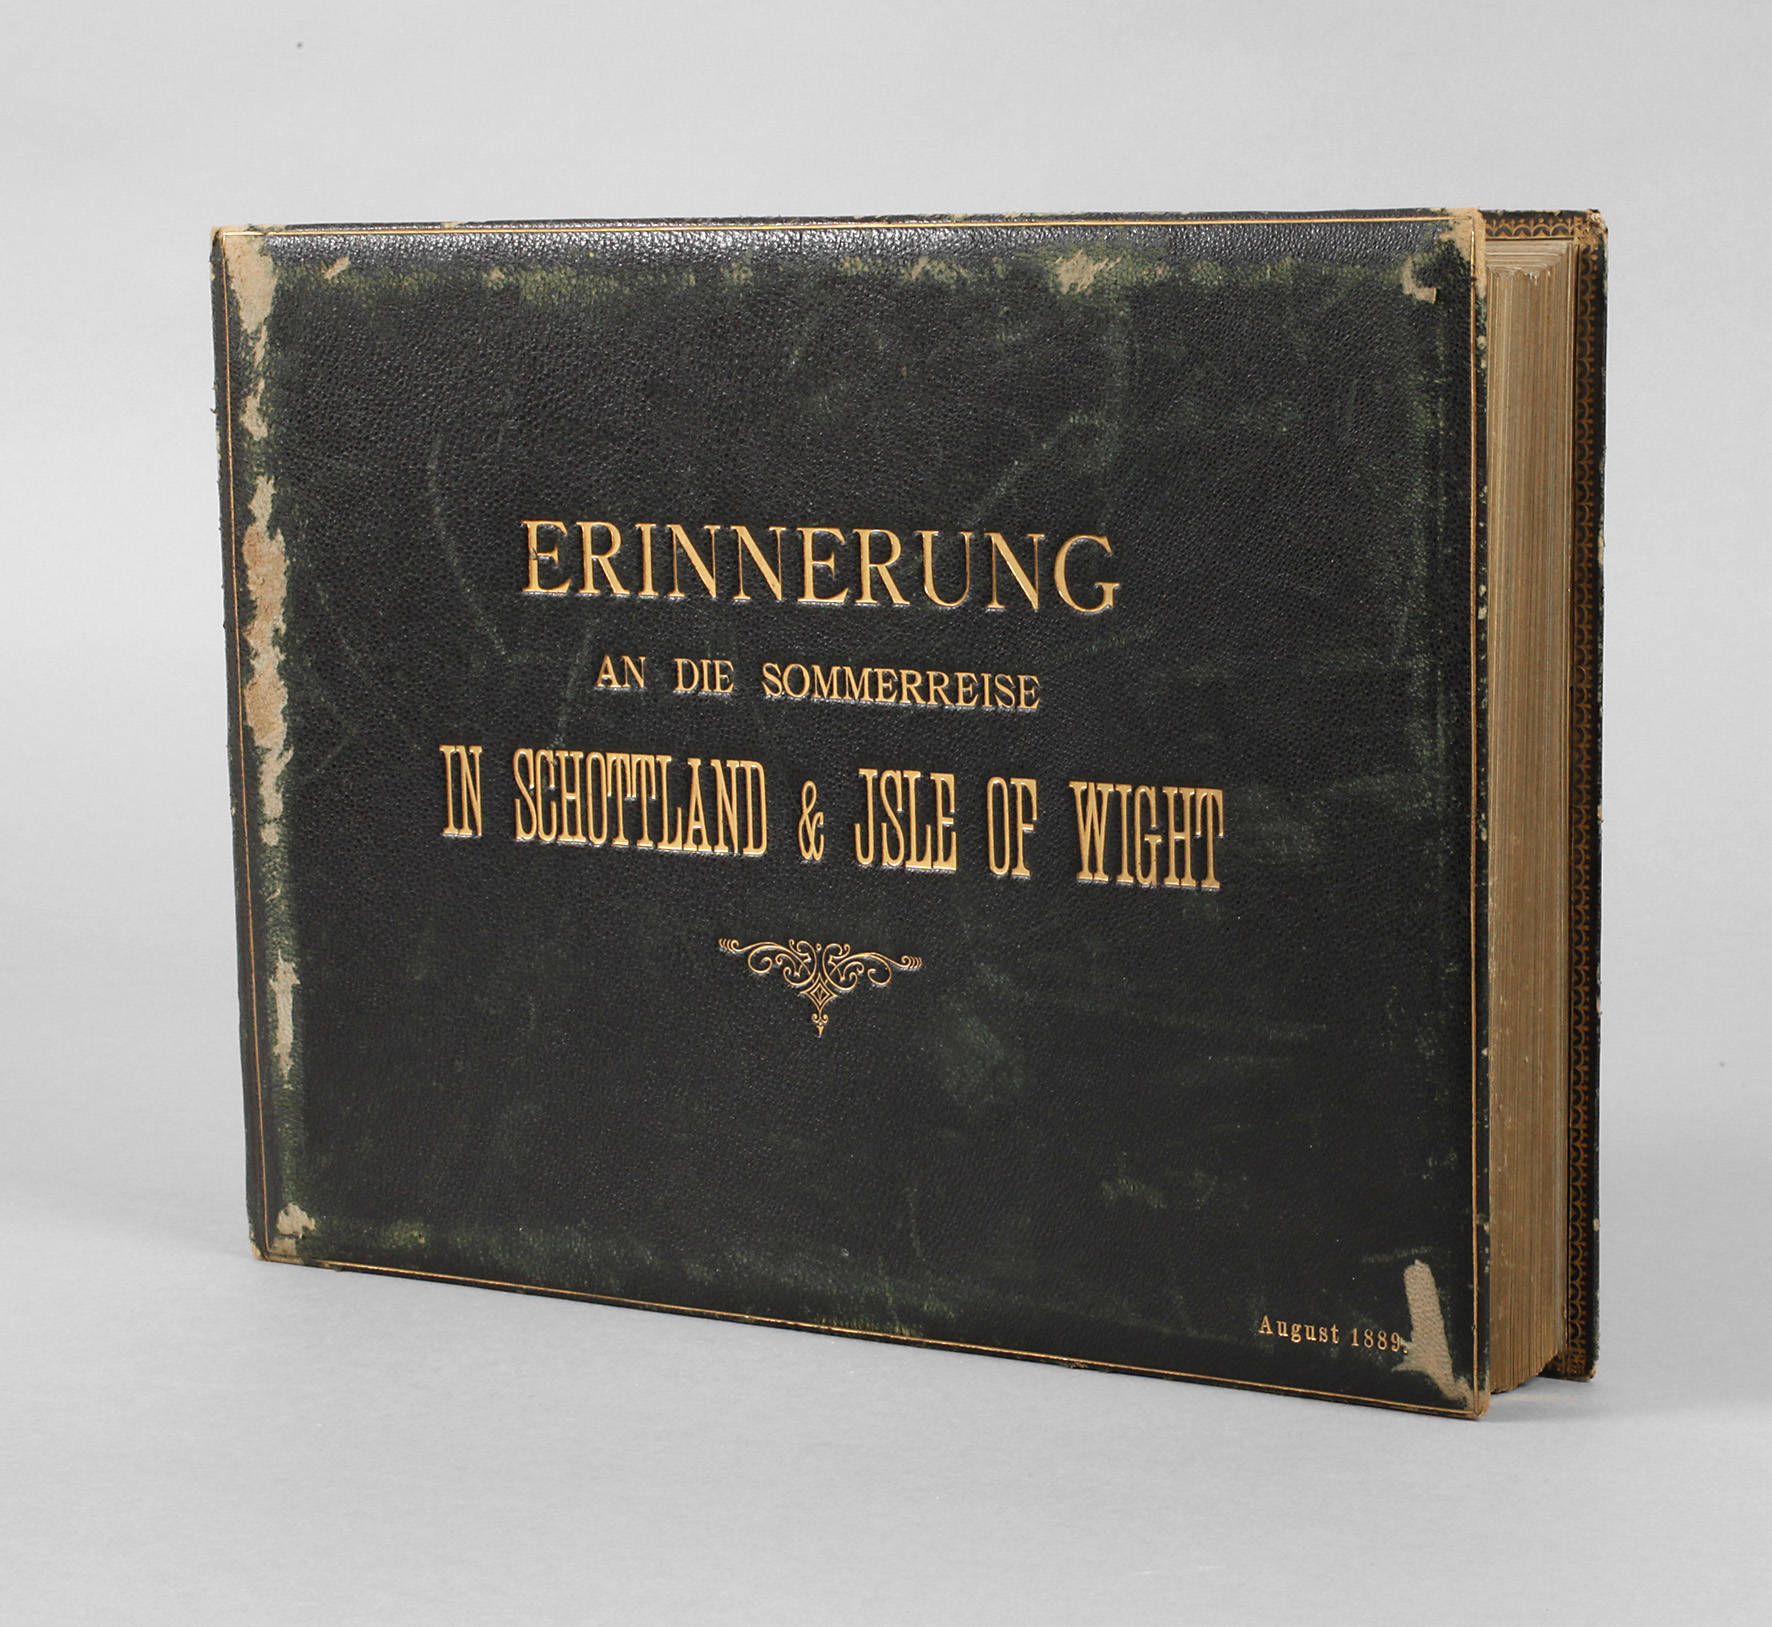 ERINNERUNG
AN DIE SOMMERREISE
IN SCHOTTLAND & JSLE OF WIGHT
August 1889.